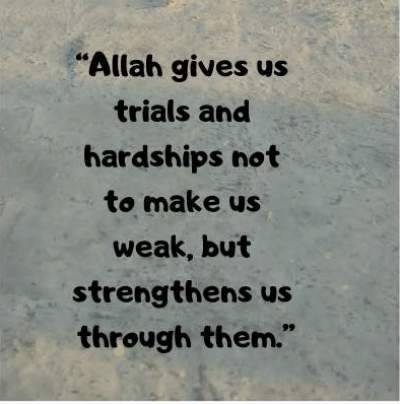 “Allah gives us
trials and
hardships not
to make us
weak, but
strengthens us
through them.”